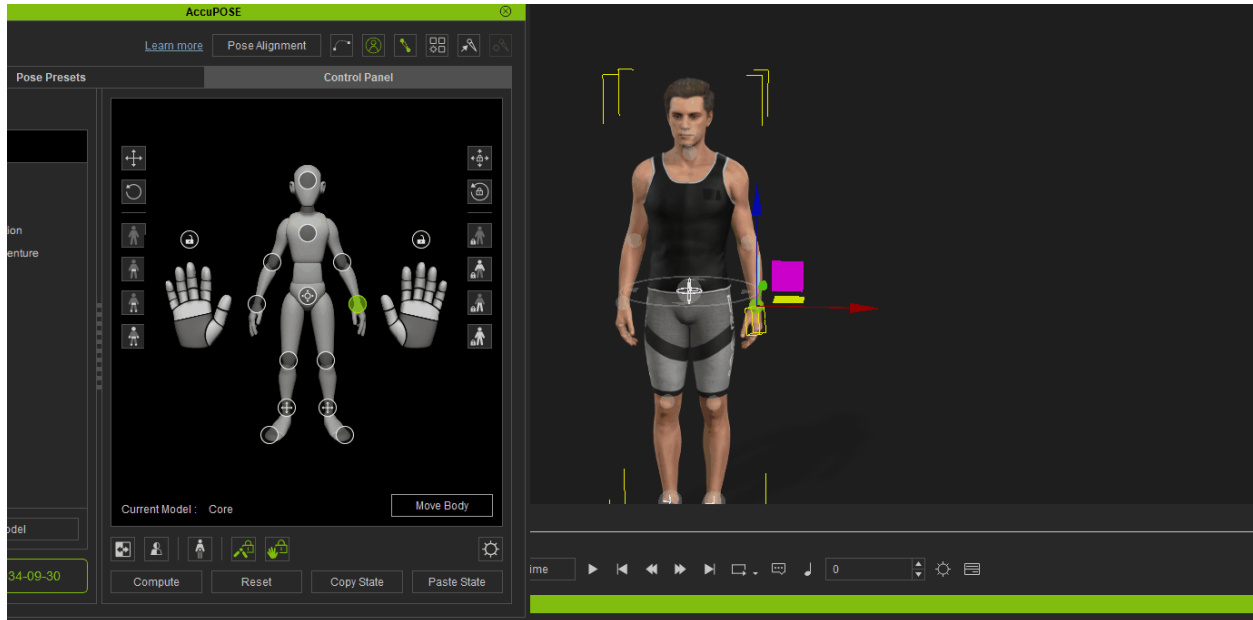 AccuPOSE
Learn more
Pose Alignment
Pose Presets
Control Panel
ion
enture
Current Model : Core
Move Body
odel
34-09-30
Compute
Reset
Copy State
Paste State
ime
0